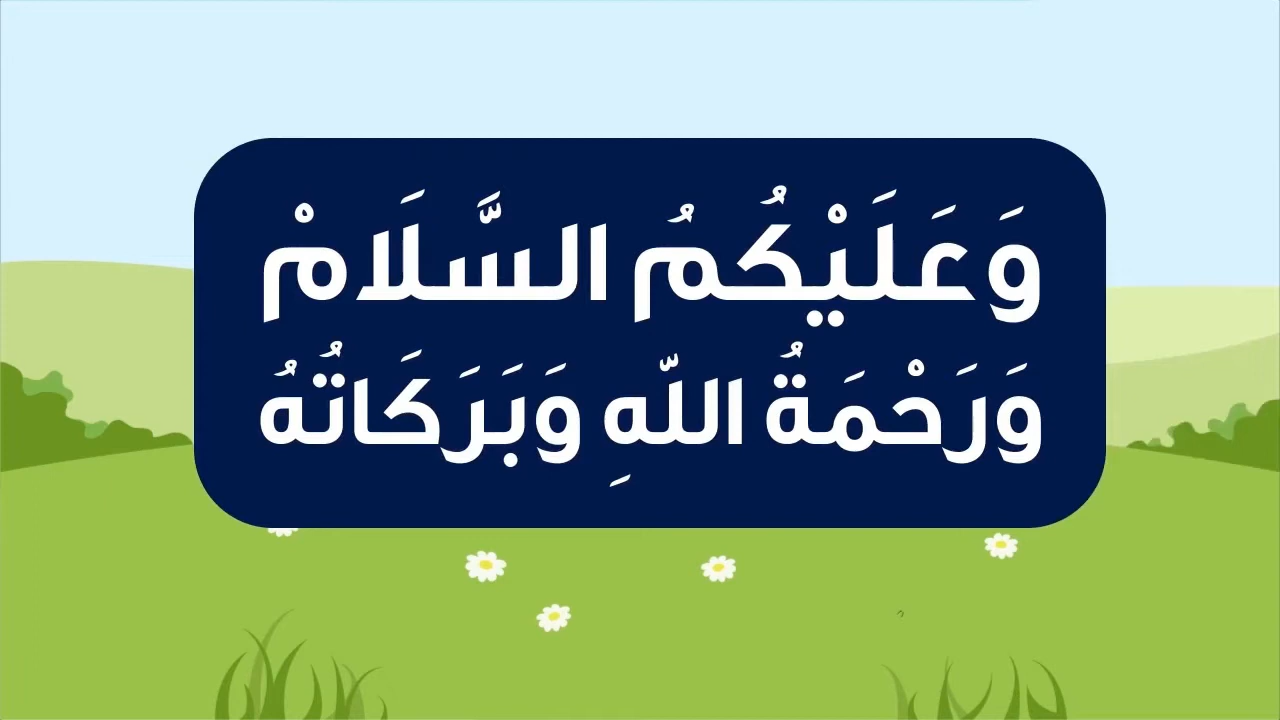 وَعَلَيْكُمُ السَّلَامْ
وَرَحْمَةُ اللّهِ وَبَرَكَاتُهُ